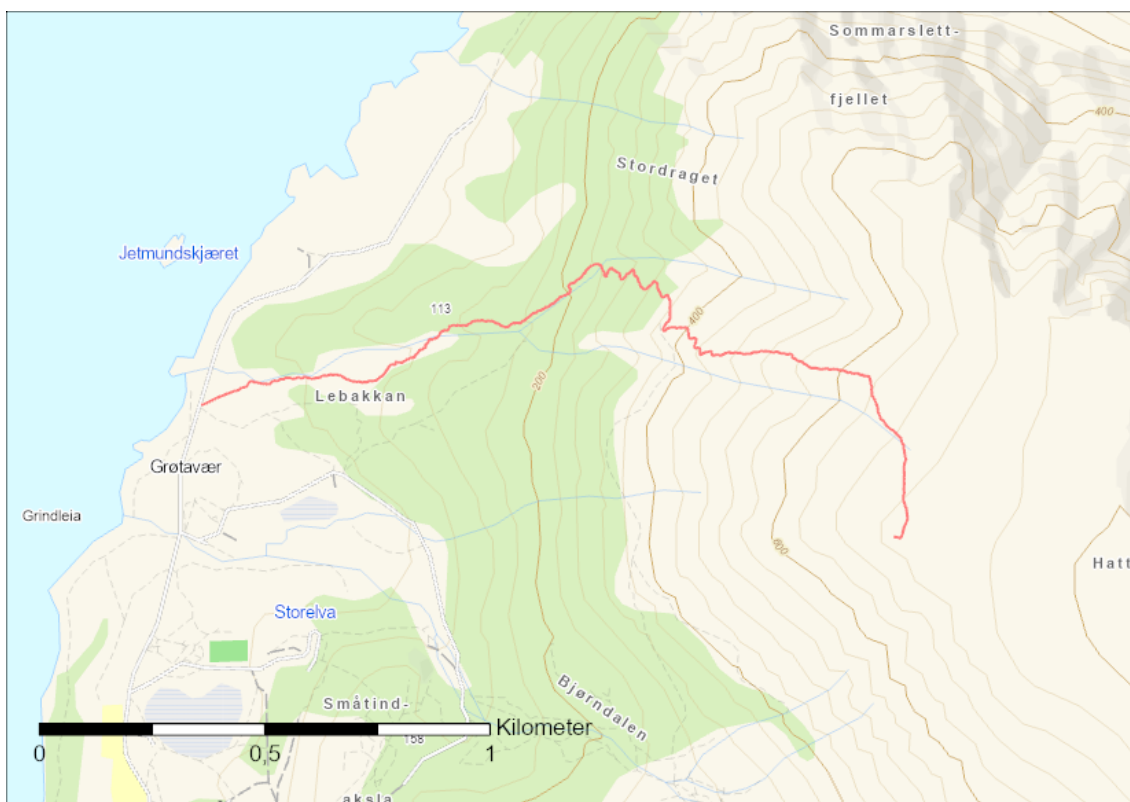 Sommarslett-
fjellet
400
Stordraget
Jetmundskjæret
113
400
200
Lebakkan
Grøtavær
Grindleia
600
Hatt
Storelva
Bjørndalen
Småtind-
Kilometer
158
0 0,5 1
aksla